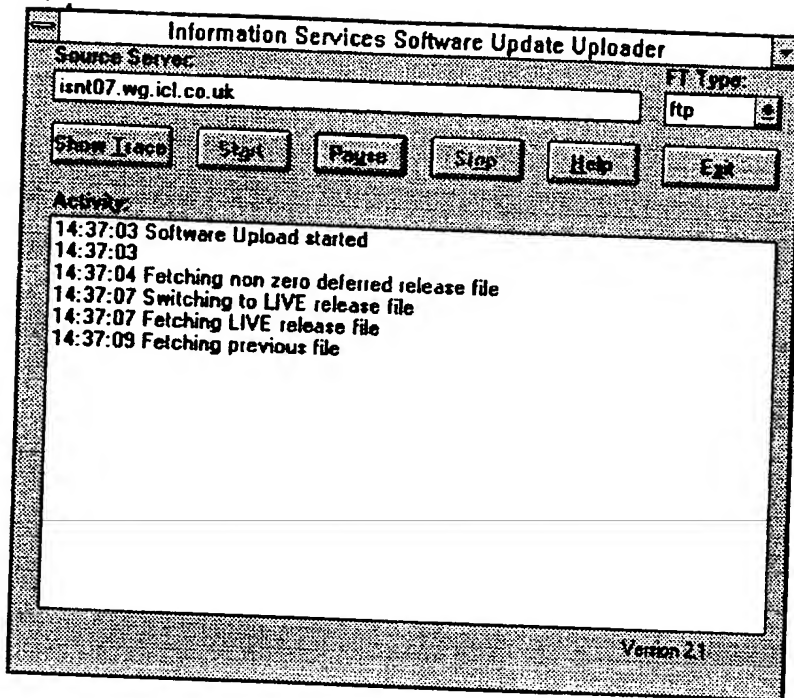 Information Services Software Update Uploader
Source Server:
FT Type:
isnt07.wg.icl.co.uk
ftp
Show Trace
Start
Pause
Stop
Help
Exit
Activity:
14:37:03 Software Upload started
14:37:03
14:37:04 Fetching non zero deferred release file
14:37:07 Switching to LIVE release file
14:37:07 Fetching LIVE release file
14:37:09 Fetching previous file
Version 2.1